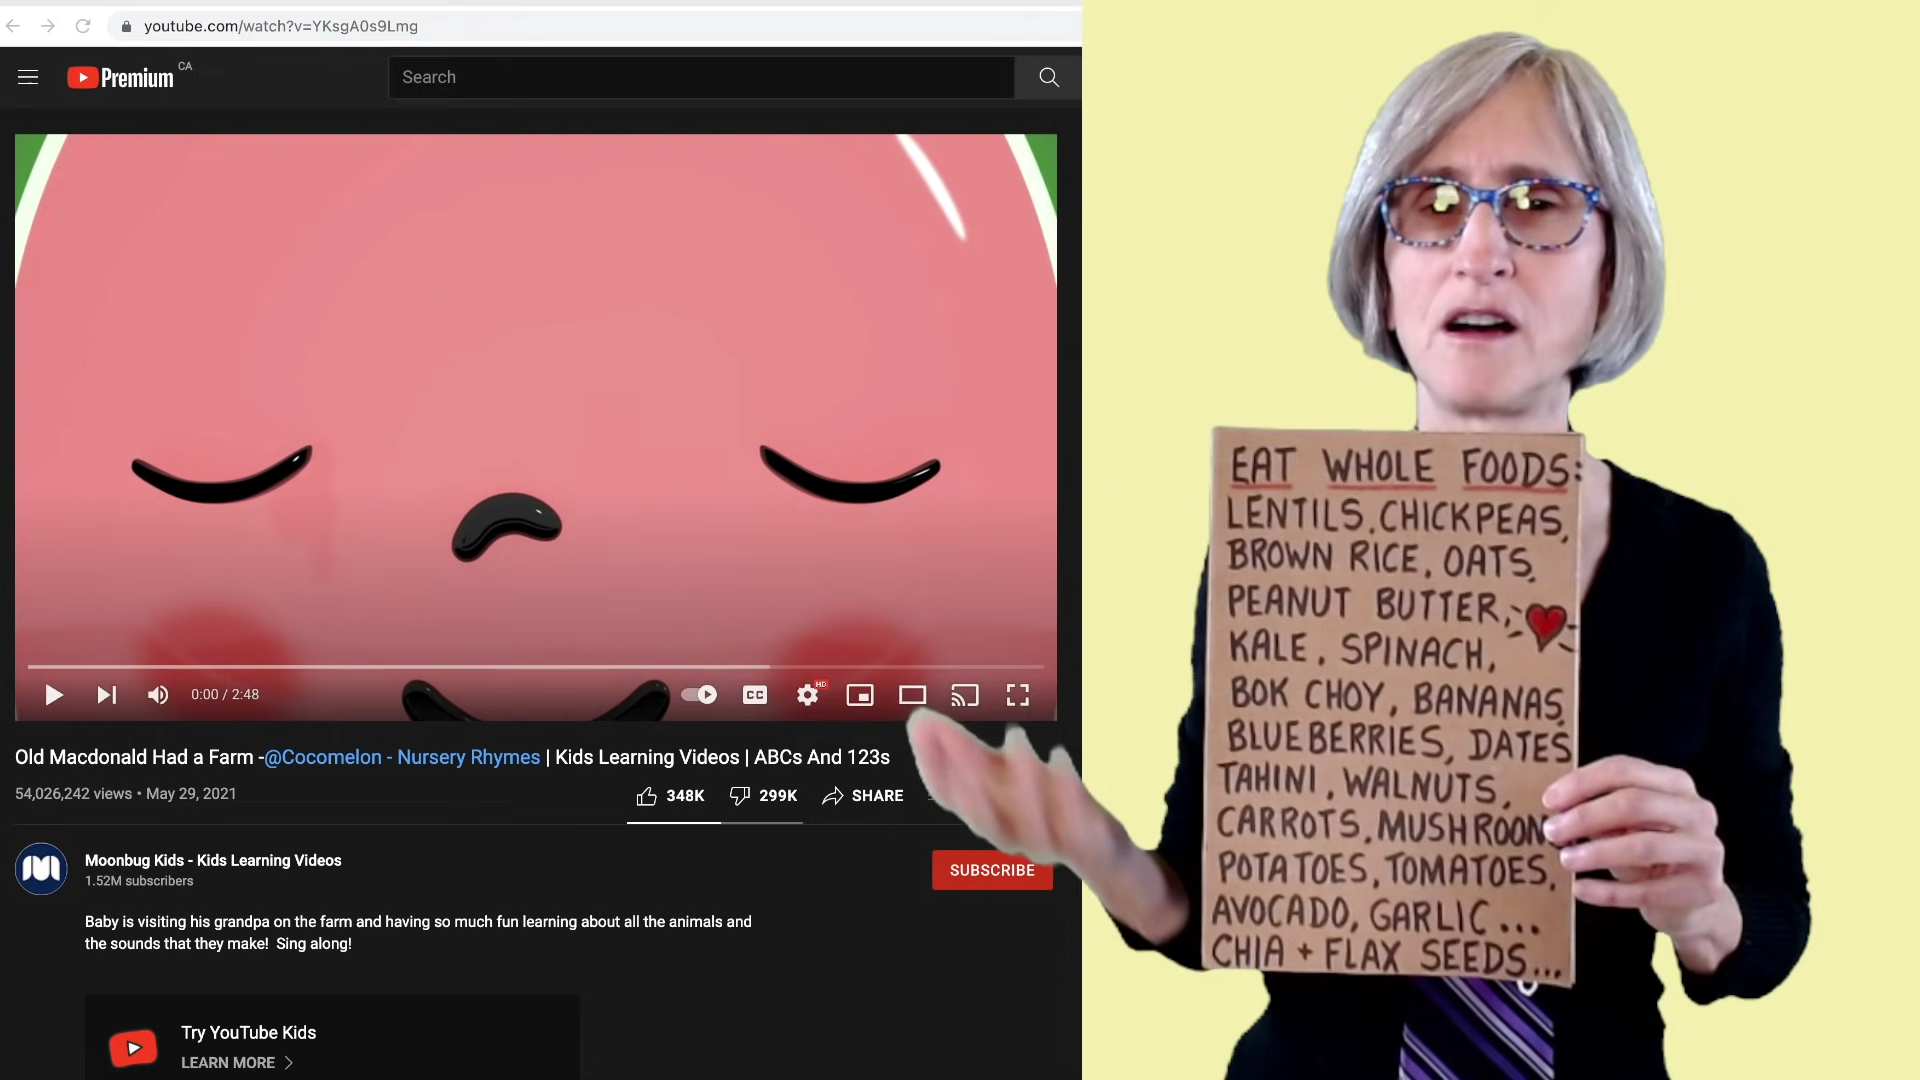 youtube.com/watch?v=YKsgA0s9Lmg
Premium CA
Search
HD
CC
0:00 / 2:48
Old Macdonald Had a Farm -@Cocomelon - Nursery Rhymes | Kids Learning Videos | ABCs And 123s
54,026,242 views • May 29, 2021
348K 299K SHARE
Moonbug Kids - Kids Learning Videos
1.52M subscribers
SUBSCRIBE
Baby is visiting his grandpa on the farm and having so much fun learning about all the animals and
the sounds that they make! Sing along!
Try YouTube Kids
LEARN MORE
EAT WHOLE FOODS:
LENTILS, CHICKPEAS,
BROWN RICE, OATS,
PEANUT BUTTER,
KALE, SPINACH,
BOK CHOY, BANANAS,
BLUEBERRIES, DATES
TAHINI, WALNUTS,
CARROTS, MUSHROOM
POTATOES, TOMATOES,
AVOCADO, GARLIC...
CHIA + FLAX SEEDS...